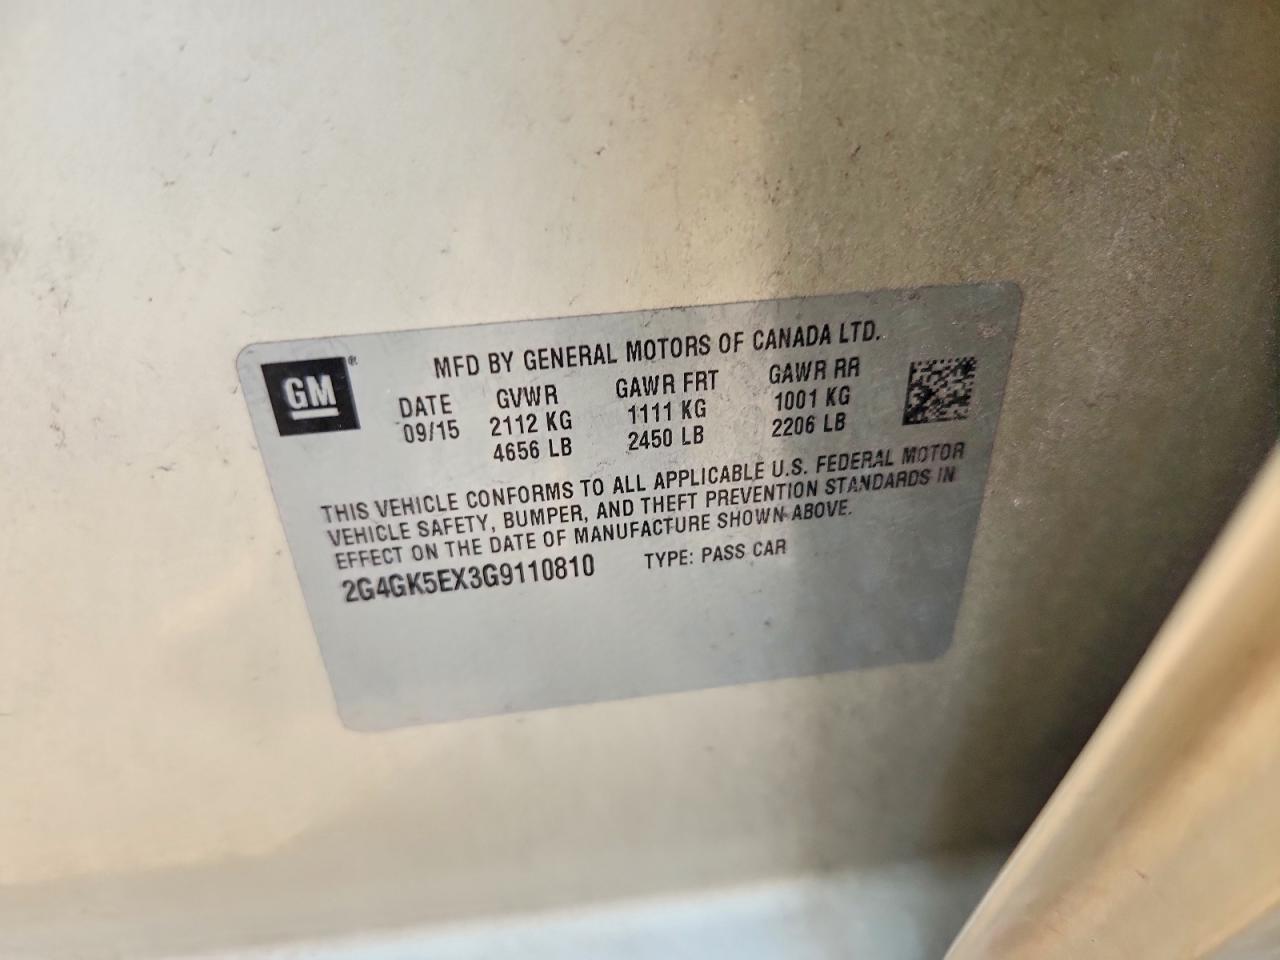 MFD BY GENERAL MOTORS OF CANADA LTD.
GM®
DATE GVWR GAWR FRT GAWR RR
09/15 2112 KG 1111 KG 1001 KG
4656 LB 2450 LB 2206 LB
THIS VEHICLE CONFORMS TO ALL APPLICABLE U.S. FEDERAL MOTOR
VEHICLE SAFETY, BUMPER, AND THEFT PREVENTION STANDARDS IN
EFFECT ON THE DATE OF MANUFACTURE SHOWN ABOVE.
2G4GK5EX3G9110810 TYPE: PASS CAR